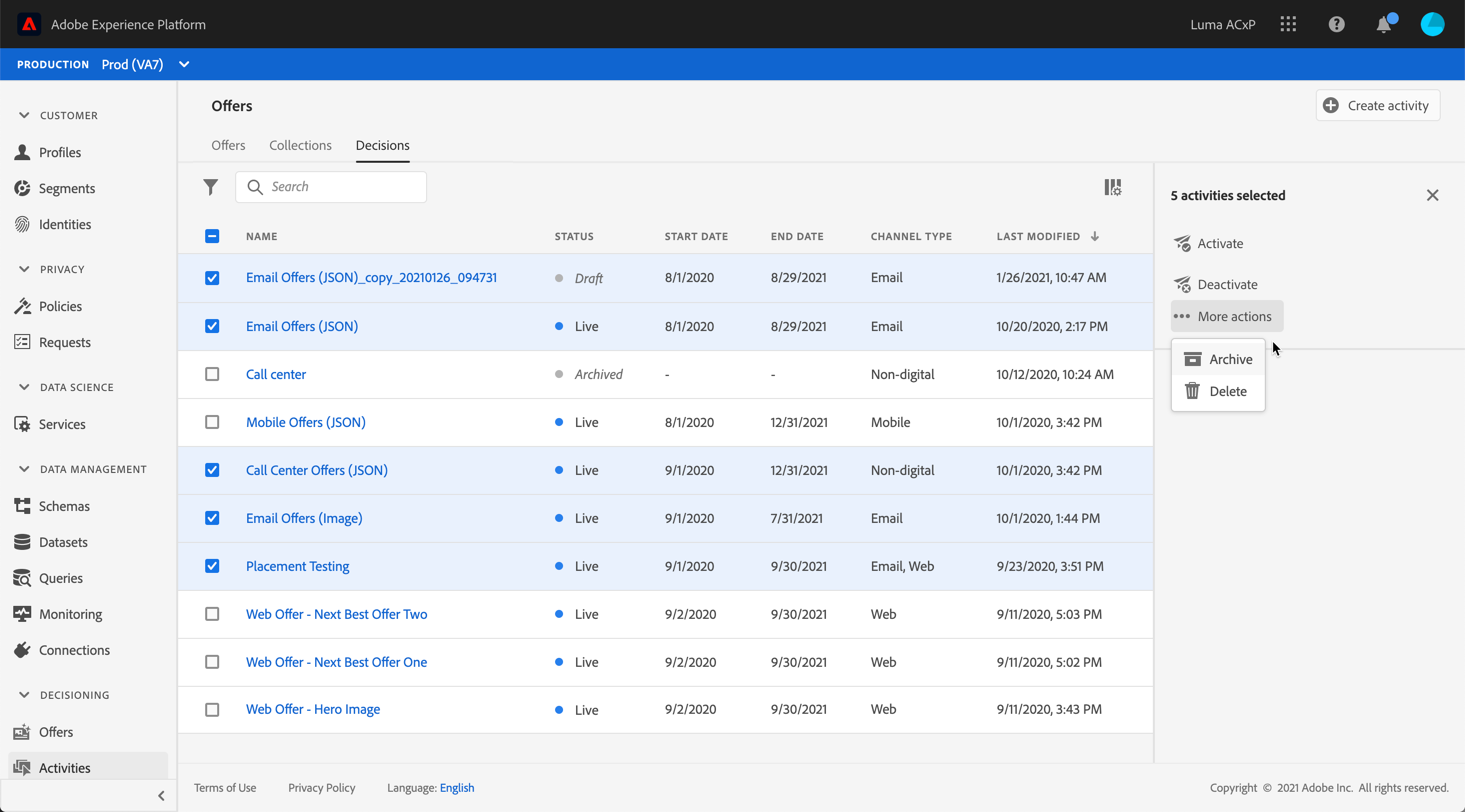 Adobe Experience Platform
Luma ACxP
PRODUCTION Prod (VA7)
CUSTOMER
Profiles
Segments
Identities
PRIVACY
Policies
Requests
DATA SCIENCE
Services
DATA MANAGEMENT
Schemas
Datasets
Queries
Monitoring
Connections
DECISIONING
Offers
Activities
Offers
Create activity
Offers Collections Decisions
Search
NAME STATUS START DATE END DATE CHANNEL TYPE LAST MODIFIED
Email Offers (JSON)_copy_20210126_094731 Draft 8/1/2020 8/29/2021 Email 1/26/2021, 10:47 AM
Email Offers (JSON) Live 8/1/2020 8/29/2021 Email 10/20/2020, 2:17 PM
Call center Archived - - Non-digital 10/12/2020, 10:24 AM
Mobile Offers (JSON) Live 8/1/2020 12/31/2021 Mobile 10/1/2020, 3:42 PM
Call Center Offers (JSON) Live 9/1/2020 12/31/2021 Non-digital 10/1/2020, 3:42 PM
Email Offers (Image) Live 9/1/2020 7/31/2021 Email 10/1/2020, 1:44 PM
Placement Testing Live 9/1/2020 9/30/2021 Email, Web 9/23/2020, 3:51 PM
Web Offer - Next Best Offer Two Live 9/2/2020 9/30/2021 Web 9/11/2020, 5:03 PM
Web Offer - Next Best Offer One Live 9/2/2020 9/30/2021 Web 9/11/2020, 5:02 PM
Web Offer - Hero Image Live 9/2/2020 9/30/2021 Web 9/11/2020, 3:43 PM
5 activities selected
Activate
Deactivate
More actions
Archive
Delete
Terms of Use Privacy Policy Language: English Copyright © 2021 Adobe Inc. All rights reserved.